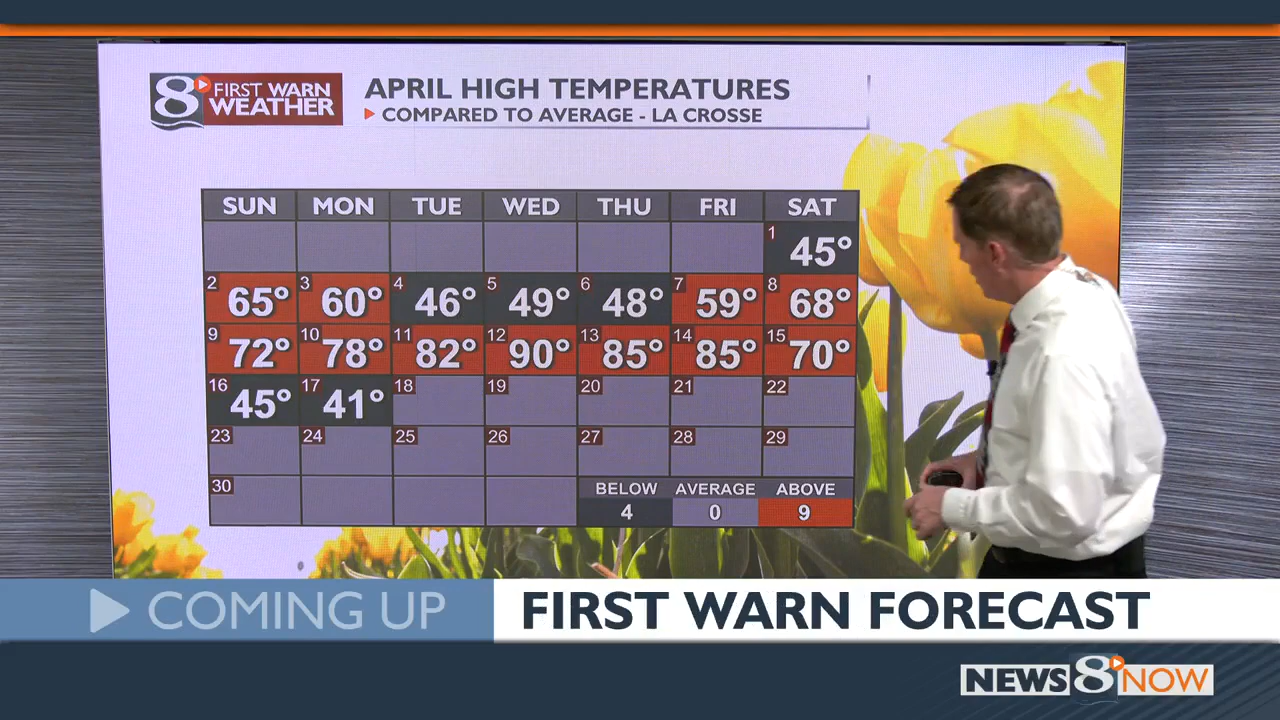 8 FIRST WARN
WEATHER
APRIL HIGH TEMPERATURES
COMPARED TO AVERAGE - LA CROSSE
SUN MON TUE WED THU FRI SAT
1 45°
2 65° 3 60° 4 46° 5 49° 6 48° 7 59° 8 68°
9 72° 10 78° 11 82° 12 90° 13 85° 14 85° 15 70°
16 45° 17 41° 18 19 20 21 22
23 24 25 26 27 28 29
30 BELOW AVERAGE ABOVE
4 0 9
COMING UP FIRST WARN FORECAST
NEWS 8 NOW